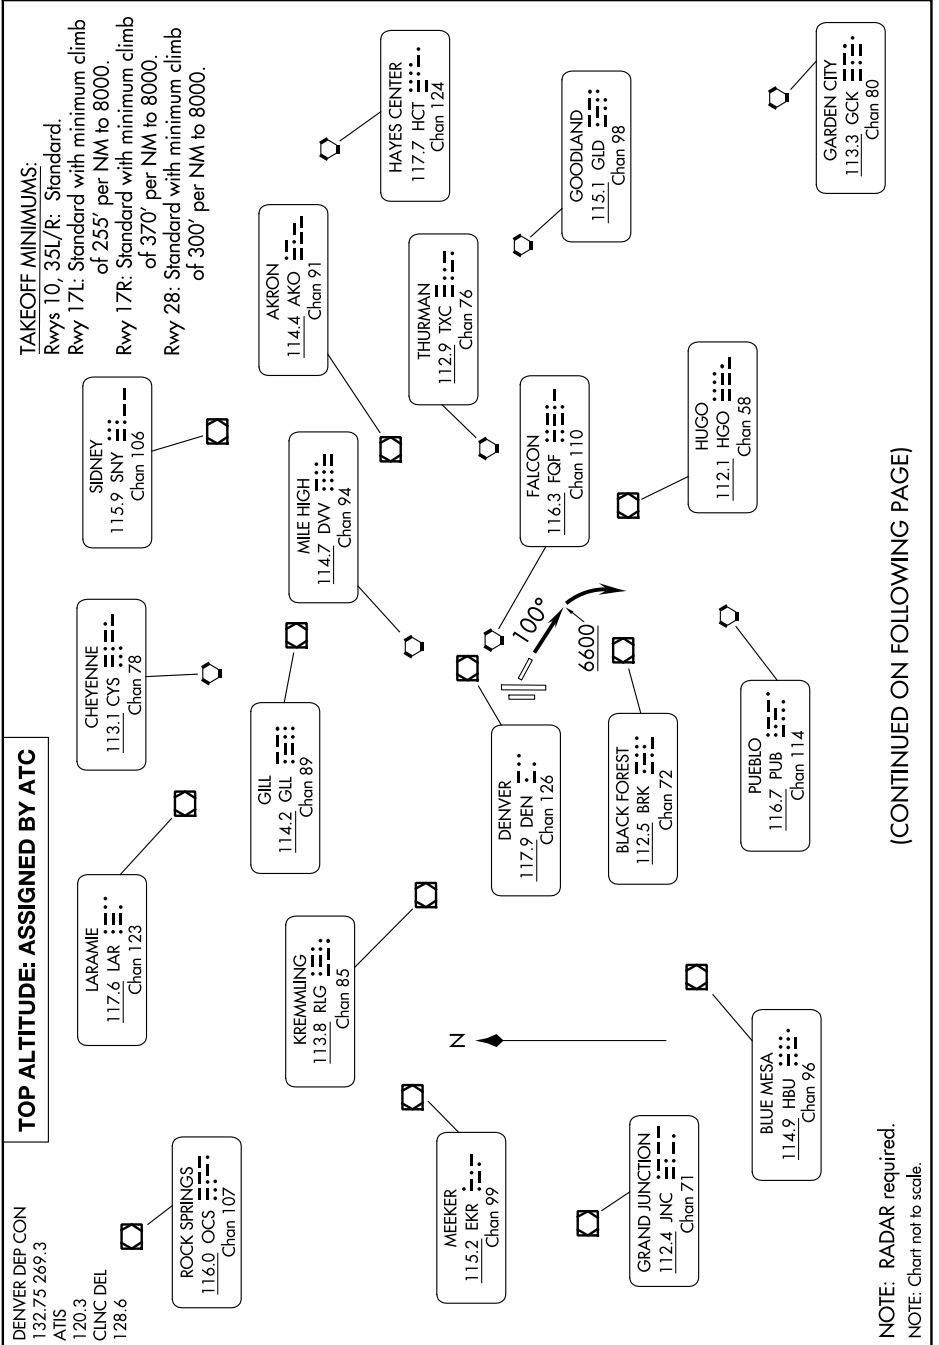 DENVER DEP CON
132.75 269.3
ATIS
120.3
CLNC DEL
128.6
TOP ALTITUDE: ASSIGNED BY ATC
TAKEOFF MINIMUMS:
Rwys 10, 35L/R: Standard.
Rwy 17L: Standard with minimum climb
of 255' per NM to 8000.
Rwy 17R: Standard with minimum climb
of 370' per NM to 8000.
Rwy 28: Standard with minimum climb
of 300' per NM to 8000.
ROCK SPRINGS
116.0 OCS
Chan 107
LARAMIE
117.6 LAR
Chan 123
CHEYENNE
113.1 CYS
Chan 78
SIDNEY
115.9 SNY
Chan 106
GILL
114.2 GLL
Chan 89
MILE HIGH
114.7 DVV
Chan 94
AKRON
114.4 AKO
Chan 91
HAYES CENTER
117.7 HCT
Chan 124
KREMMLING
113.8 RLG
Chan 85
THURMAN
112.9 TXC
Chan 76
MEEKER
115.2 EKR
Chan 99
N
DENVER
117.9 DEN
Chan 126
FALCON
116.3 FQF
Chan 110
GOODLAND
115.1 GLD
Chan 98
100°
6600
GRAND JUNCTION
112.4 JNC
Chan 71
BLACK FOREST
112.5 BRK
Chan 72
HUGO
112.1 HGO
Chan 58
BLUE MESA
114.9 HBU
Chan 96
PUEBLO
116.7 PUB
Chan 114
GARDEN CITY
113.3 GCK
Chan 80
NOTE: RADAR required.
NOTE: Chart not to scale.
(CONTINUED ON FOLLOWING PAGE)